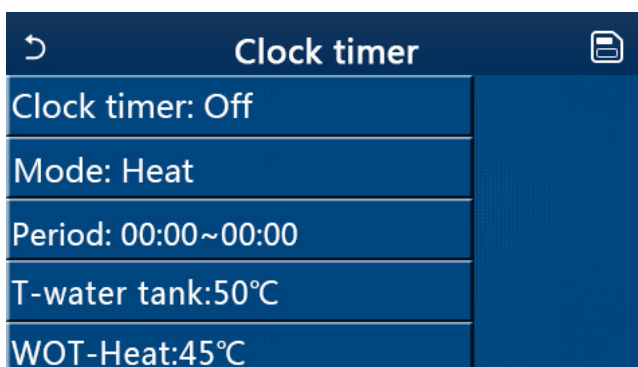 Clock timer
Clock timer: Off
Mode: Heat
Period: 00:00~00:00
T-water tank:50℃
WOT-Heat:45℃